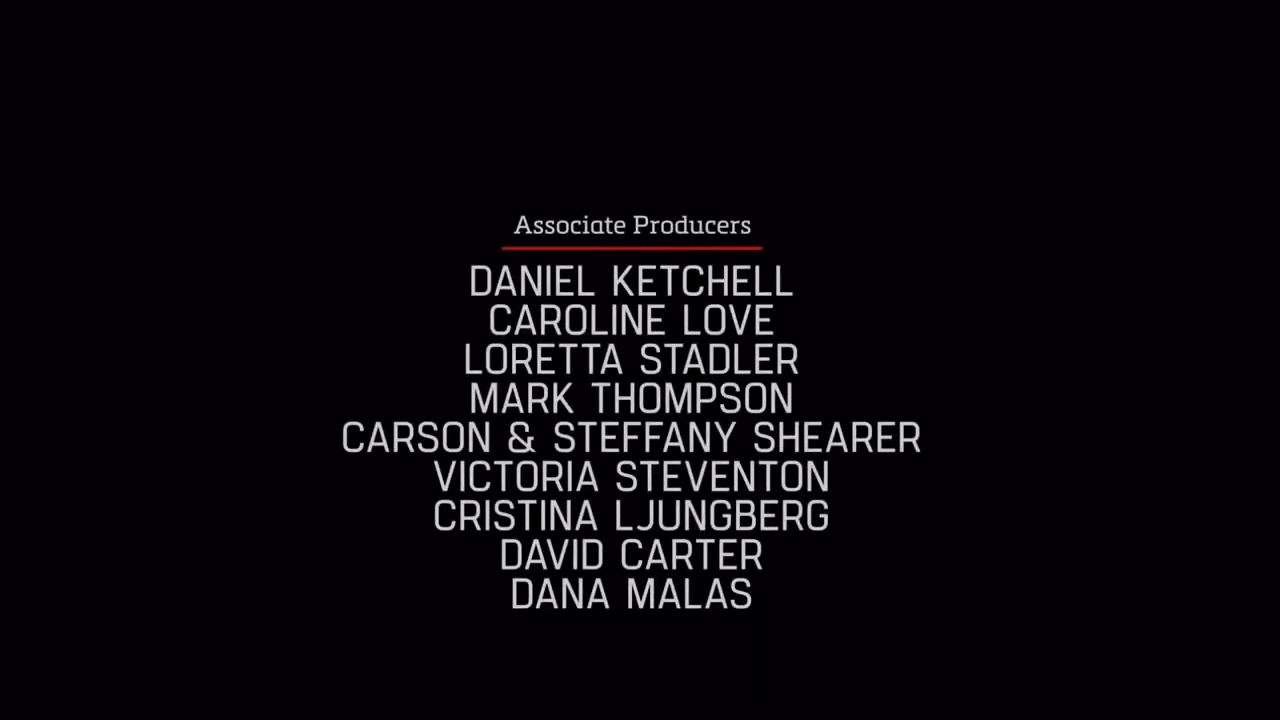 Associate Producers
DANIEL KETCHELL
CAROLINE LOVE
LORETTA STADLER
MARK THOMPSON
CARSON & STEFFANY SHEARER
VICTORIA STEVENTON
CRISTINA LJUNGBERG
DAVID CARTER
DANA MALAS